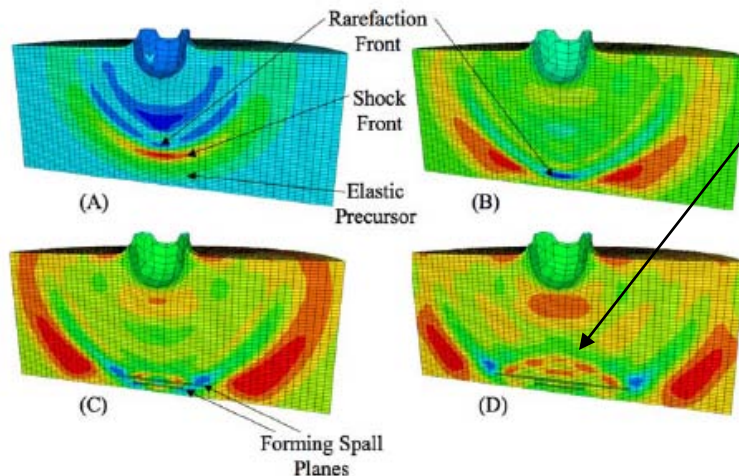 Rarefaction
Front
Shock
Front
Elastic
Precursor
(A)
(B)
(C)
(D)
Forming Spall
Planes